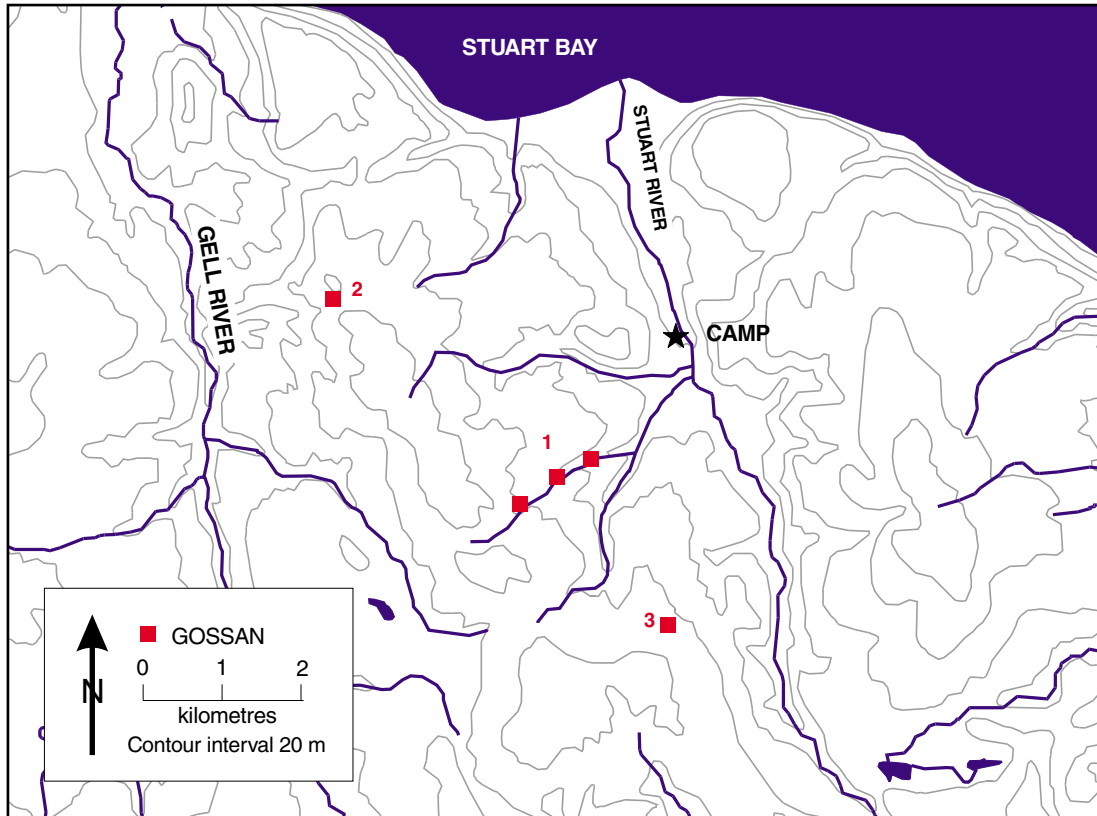 STUART BAY
STUART RIVER
GELL RIVER
2
CAMP
1
3
N
GOSSAN
0 1 2
kilometres
Contour interval 20 m